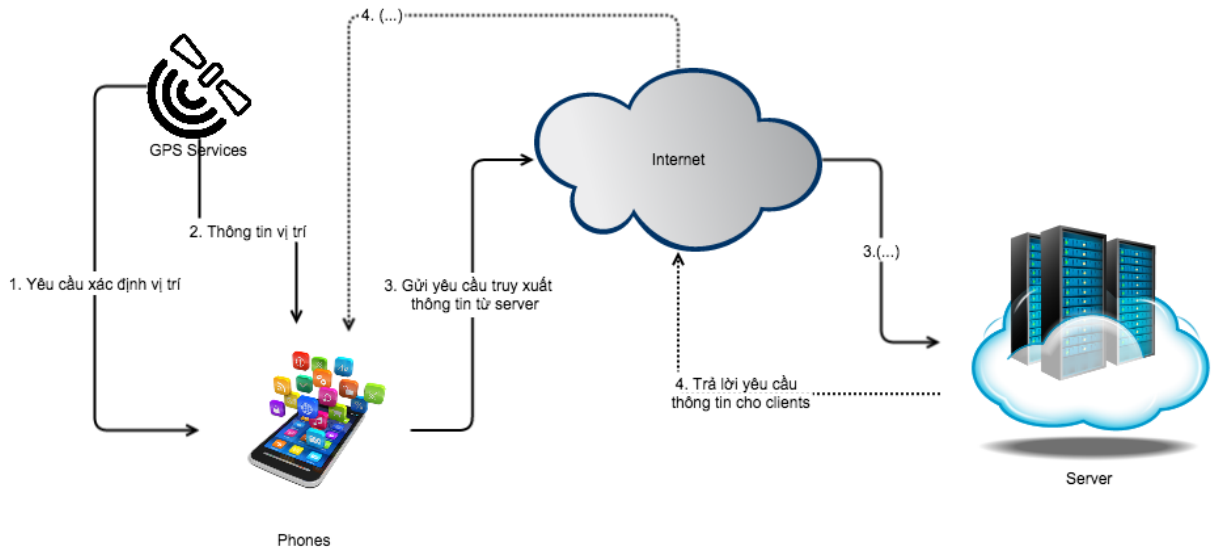 4. (...)
GPS Services
Internet
2. Thông tin vị trí
3.(...)
1. Yêu cầu xác định vị trí
3. Gửi yêu cầu truy xuất
thông tin từ server
4. Trả lời yêu cầu
thông tin cho clients
Server
Phones